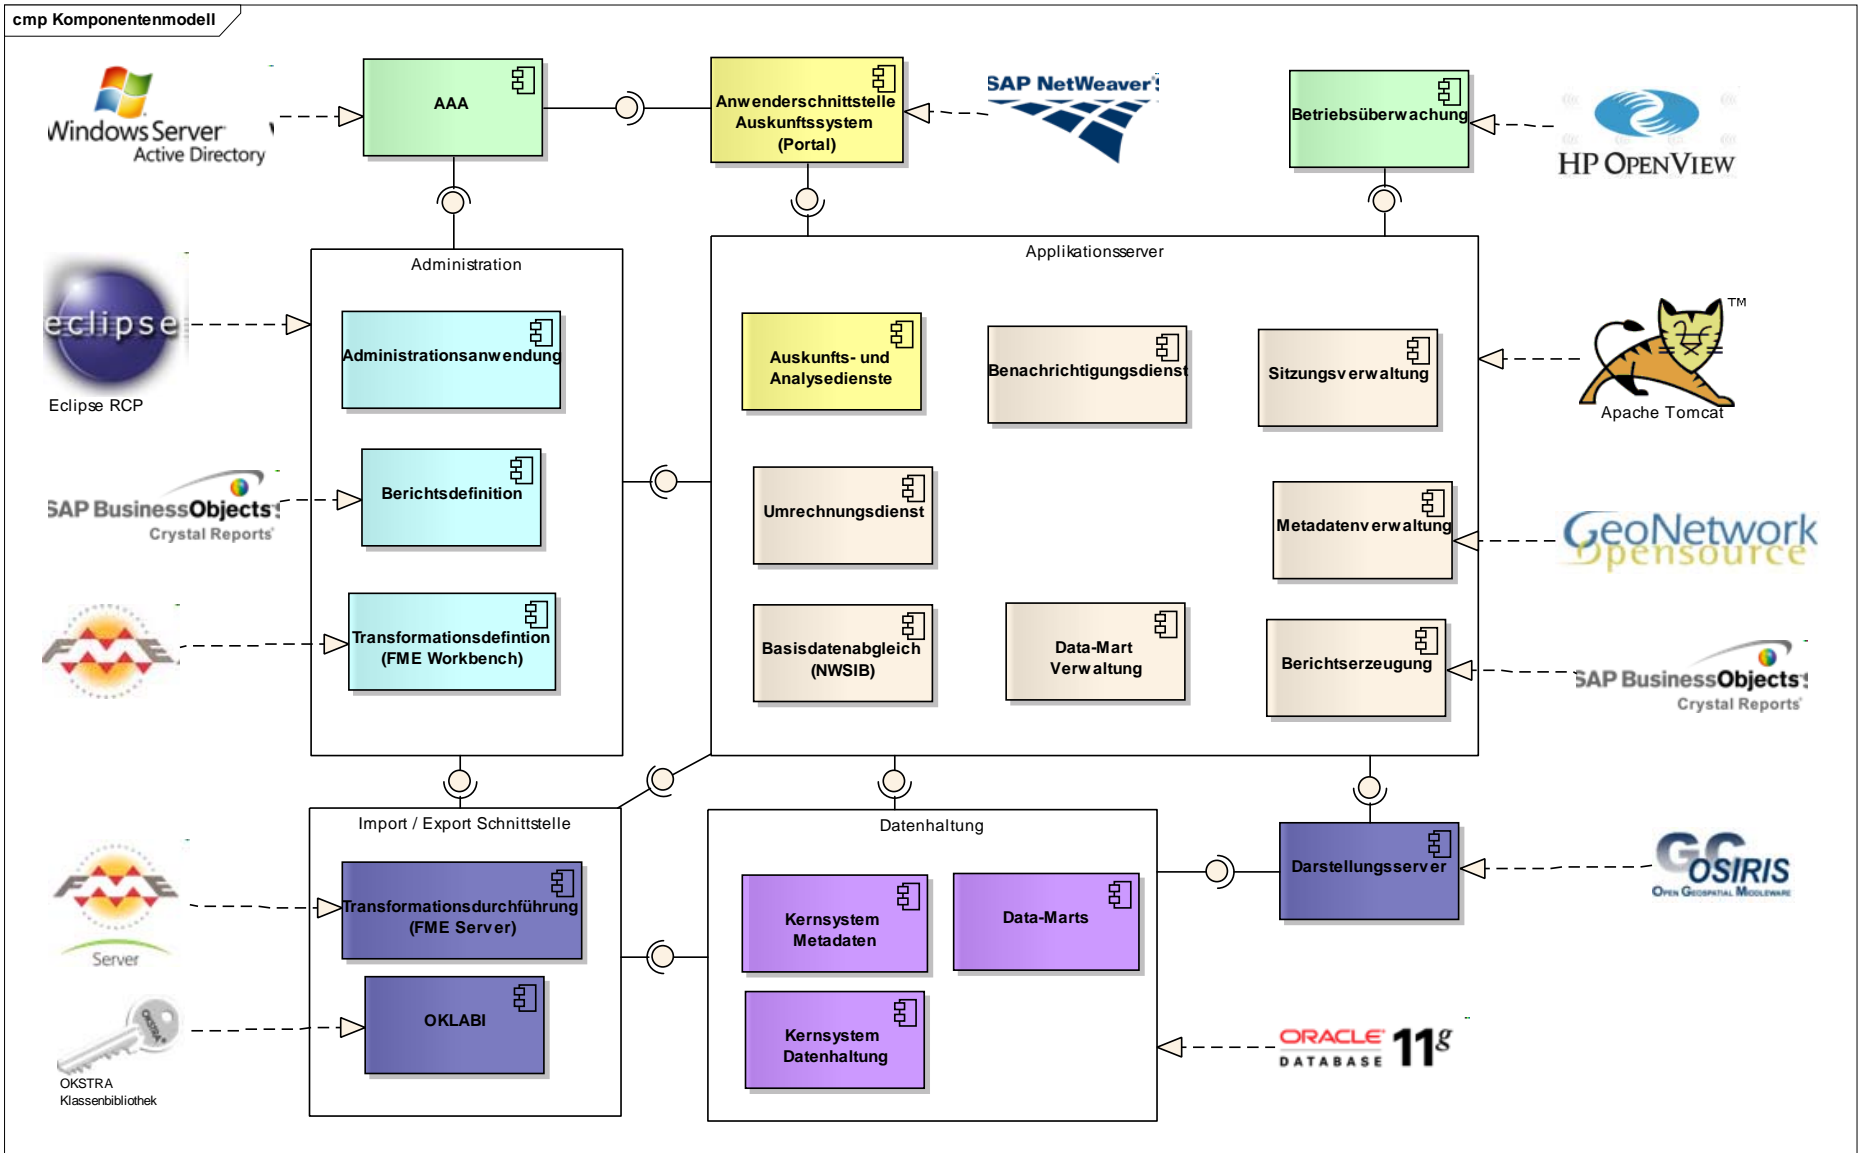 cmp Komponentenmodell
Windows Server
Active Directory
AAA
Anwenderschnittstelle
Auskunftssystem
(Portal)
SAP NetWeaver
Betriebsüberwachung
HP OPENVIEW
eclipse
Eclipse RCP
Administration
Administrationsanwendung
Berichtsdefinition
Transformationsdefintion
(FME Workbench)
SAP BusinessObjects
Crystal Reports
FME
Applikationsserver
Auskunfts- und
Analysedienste
Benachrichtigungsdienst
Sitzungsverwaltung
Umrechnungsdienst
Metadatenverwaltung
Basisdatenabgleich
(NWSIB)
Data-Mart
Verwaltung
Berichtserzeugung
TM
Apache Tomcat
GeoNetwork
Opensource
SAP BusinessObjects
Crystal Reports
Import / Export Schnittstelle
Transformationsdurchführung
(FME Server)
OKLABI
FME
Server
OKSTRA
OKSTRA
Klassenbibliothek
Datenhaltung
Kernsystem
Metadaten
Data-Marts
Kernsystem
Datenhaltung
Darstellungsserver
GC OSIRIS
OPEN GEOSPATIAL MIDDLEWARE
ORACLE
DATABASE 11g